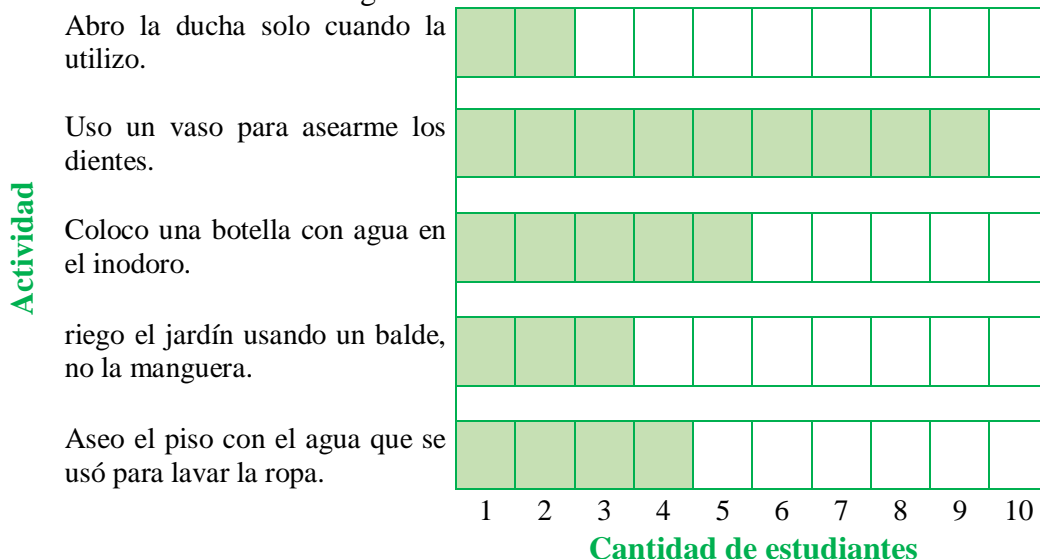 Abro la ducha solo cuando la
utilizo.
Uso un vaso para asearme los
dientes.
Actividad
Coloco una botella con agua en
el inodoro.
riego el jardín usando un balde,
no la manguera.
Aseo el piso con el agua que se
usó para lavar la ropa.
1 2 3 4 5 6 7 8 9 10
Cantidad de estudiantes